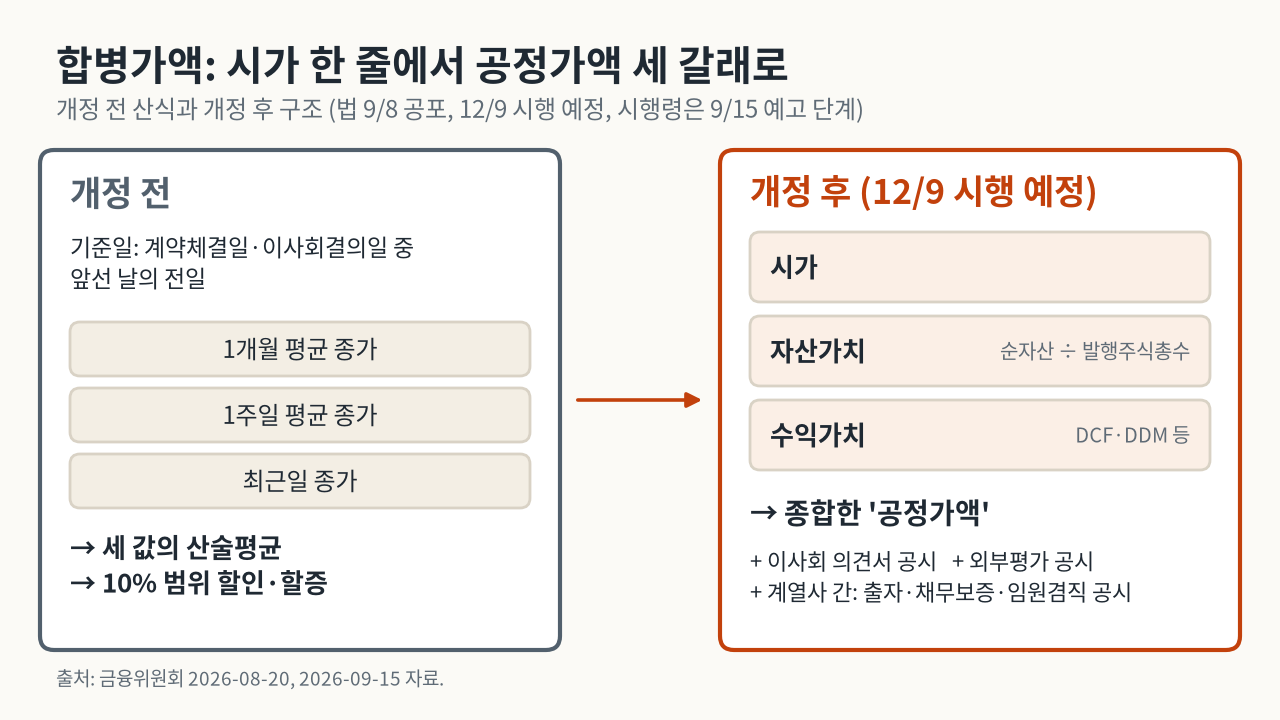 합병가액: 시가 한 줄에서 공정가액 세 갈래로
개정 전 산식과 개정 후 구조 (법 9/8 공포, 12/9 시행 예정, 시행령은 9/15 예고 단계)
개정 전
기준일: 계약체결일·이사회결의일 중
앞선 날의 전일
1개월 평균 종가
1주일 평균 종가
최근일 종가
→ 세 값의 산술평균
→ 10% 범위 할인·할증
개정 후 (12/9 시행 예정)
시가
자산가치 순자산 ÷ 발행주식총수
수익가치 DCF·DDM 등
→ 종합한 '공정가액'
+ 이사회 의견서 공시 + 외부평가 공시
+ 계열사 간: 출자·채무보증·임원겸직 공시
출처: 금융위원회 2026-08-20, 2026-09-15 자료.